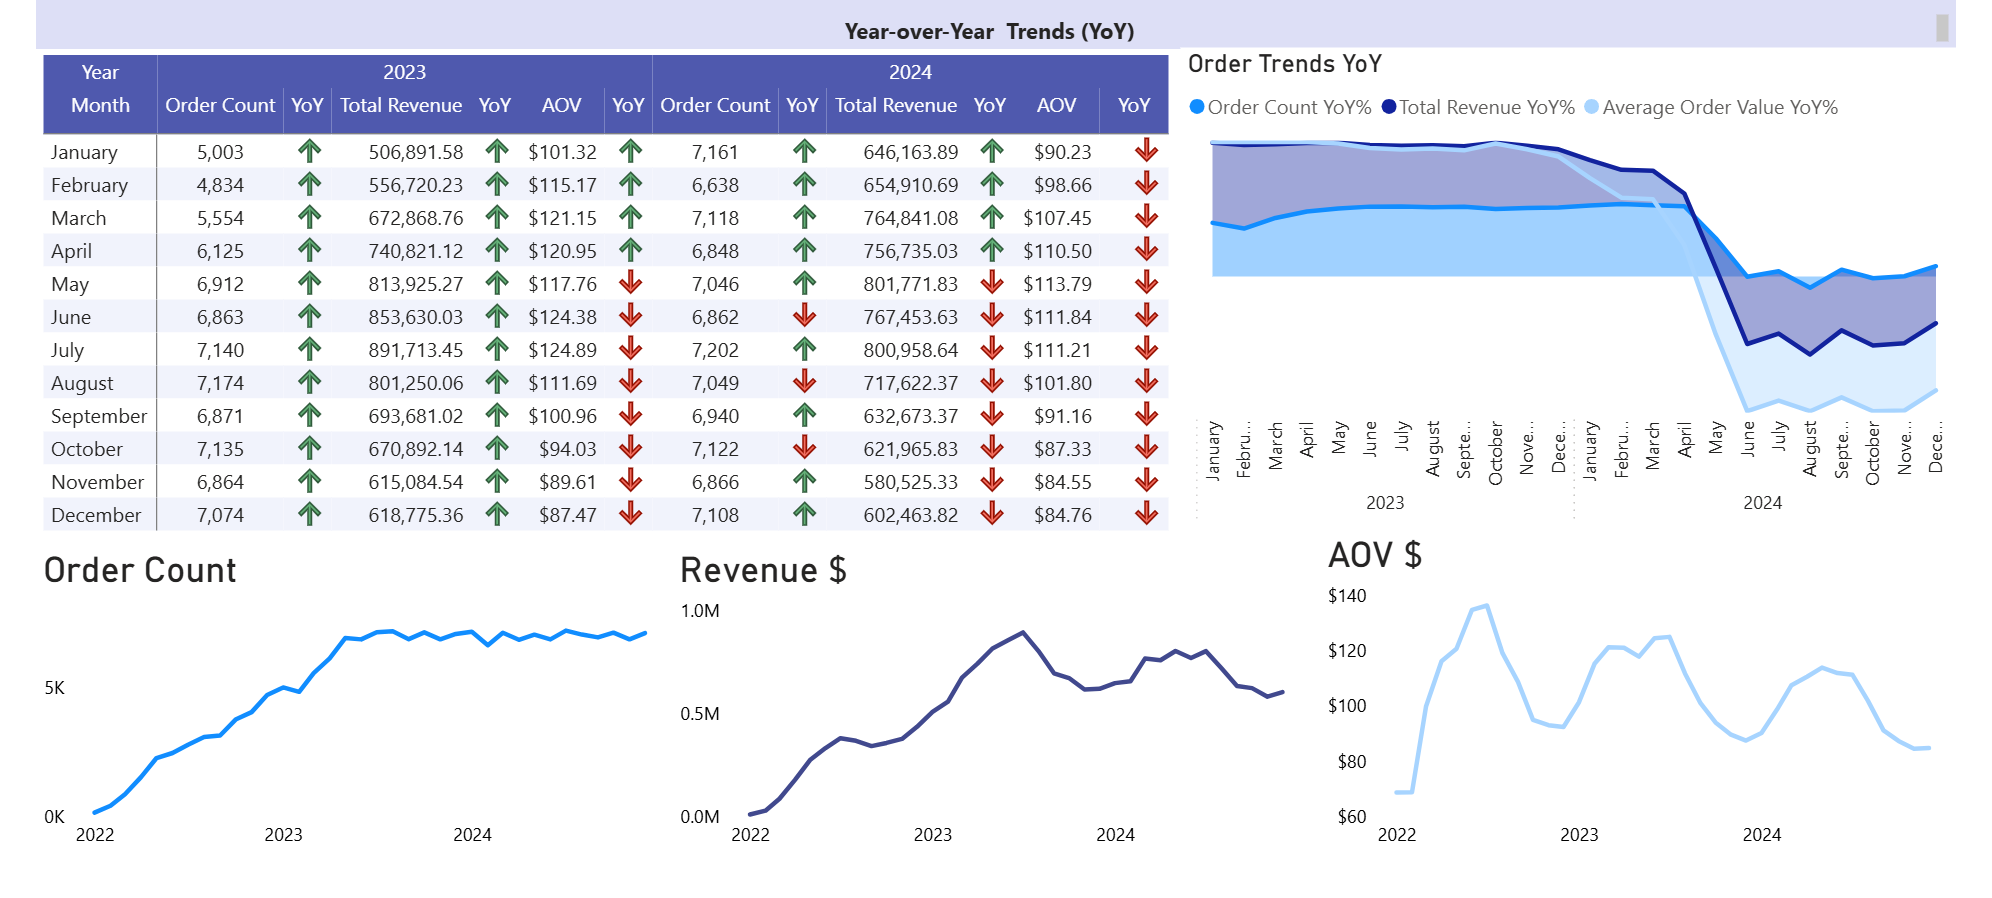 Year-over-Year  Trends (YoY)
Year 2023 2024
Month Order Count YoY Total Revenue YoY AOV YoY Order Count YoY Total Revenue YoY AOV YoY
January 5,003 506,891.58 $101.32 7,161 646,163.89 $90.23
February 4,834 556,720.23 $115.17 6,638 654,910.69 $98.66
March 5,554 672,868.76 $121.15 7,118 764,841.08 $107.45
April 6,125 740,821.12 $120.95 6,848 756,735.03 $110.50
May 6,912 813,925.27 $117.76 7,046 801,771.83 $113.79
June 6,863 853,630.03 $124.38 6,862 767,453.63 $111.84
July 7,140 891,713.45 $124.89 7,202 800,958.64 $111.21
August 7,174 801,250.06 $111.69 7,049 717,622.37 $101.80
September 6,871 693,681.02 $100.96 6,940 632,673.37 $91.16
October 7,135 670,892.14 $94.03 7,122 621,965.83 $87.33
November 6,864 615,084.54 $89.61 6,866 580,525.33 $84.55
December 7,074 618,775.36 $87.47 7,108 602,463.82 $84.76
Order Trends YoY
Order Count YoY% Total Revenue YoY% Average Order Value YoY%
January Febru... March April May June July August Septe... October Nove... Dece... January Febru... March April May June July August Septe... October Nove... Dece...
2023 2024
Order Count
5K
0K
2022 2023 2024
Revenue $
1.0M
0.5M
0.0M
2022 2023 2024
AOV $
$140
$120
$100
$80
$60
2022 2023 2024